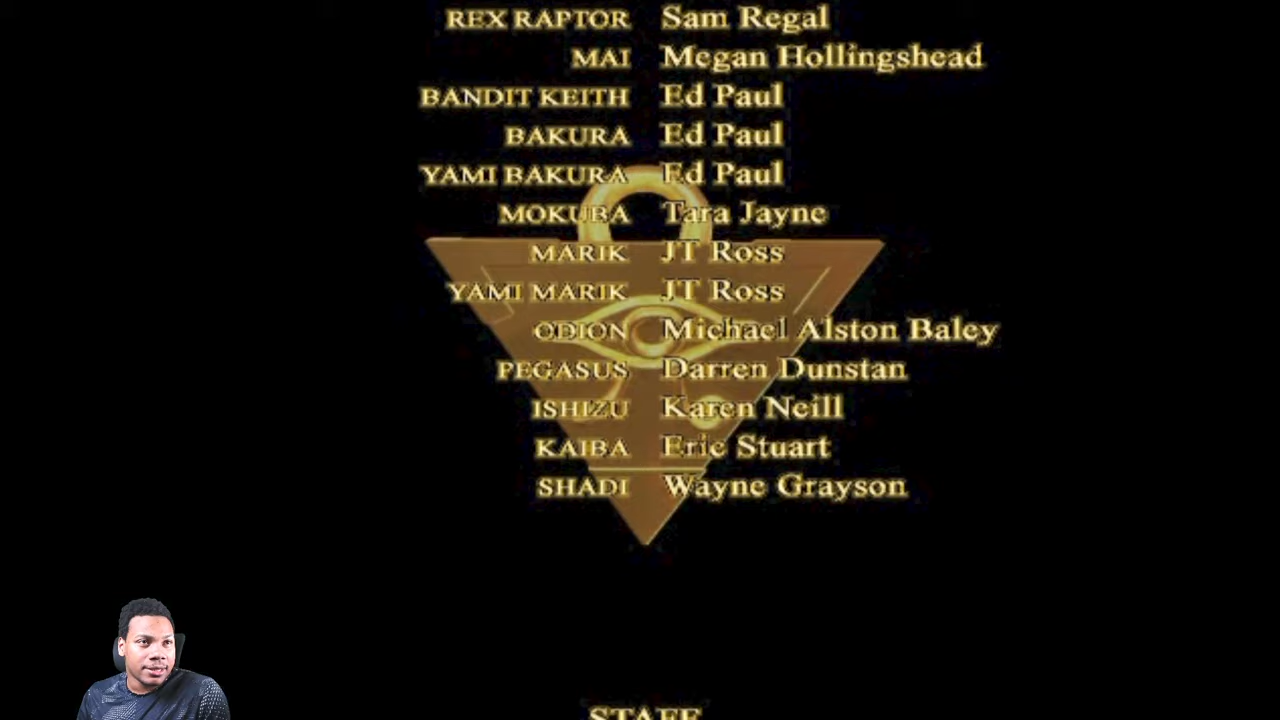 REX RAPTOR Sam Regal
MAI Megan Hollingshead
BANDIT KEITH Ed Paul
BAKURA Ed Paul
YAMI BAKURA Ed Paul
MOKUBA Tara Jayne
MARIK JT Ross
YAMI MARIK JT Ross
ODION Michael Alston Baley
PEGASUS Darren Dunstan
ISHIZU Karen Neill
KAIBA Eric Stuart
SHADI Wayne Grayson
STAFF